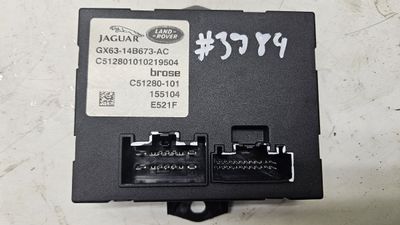 JAGUAR LAND-ROVER
GX63-14B673-AC
C512801010219504
brose
C51280-101
155104
E521F
#3784